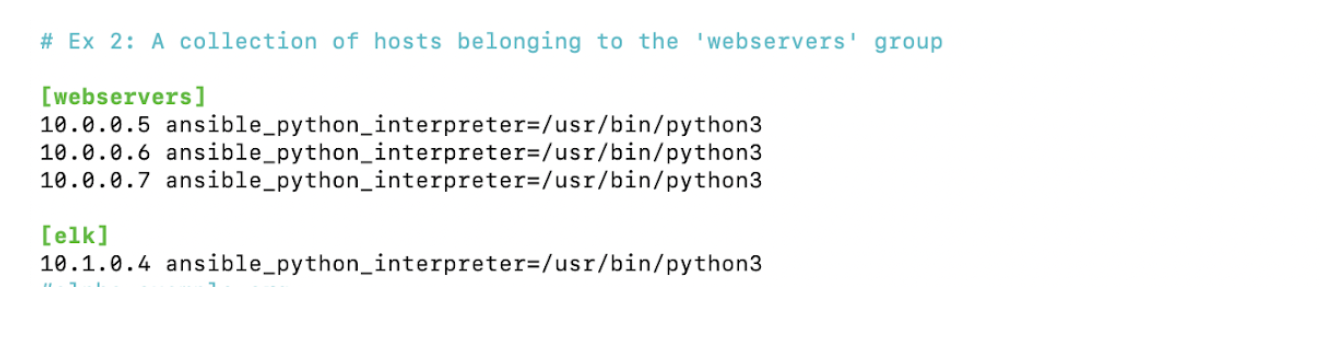 # Ex 2: A collection of hosts belonging to the 'webservers' group
[webservers]
10.0.0.5 ansible_python_interpreter=/usr/bin/python3
10.0.0.6 ansible_python_interpreter=/usr/bin/python3
10.0.0.7 ansible_python_interpreter=/usr/bin/python3
[elk]
10.1.0.4 ansible_python_interpreter=/usr/bin/python3